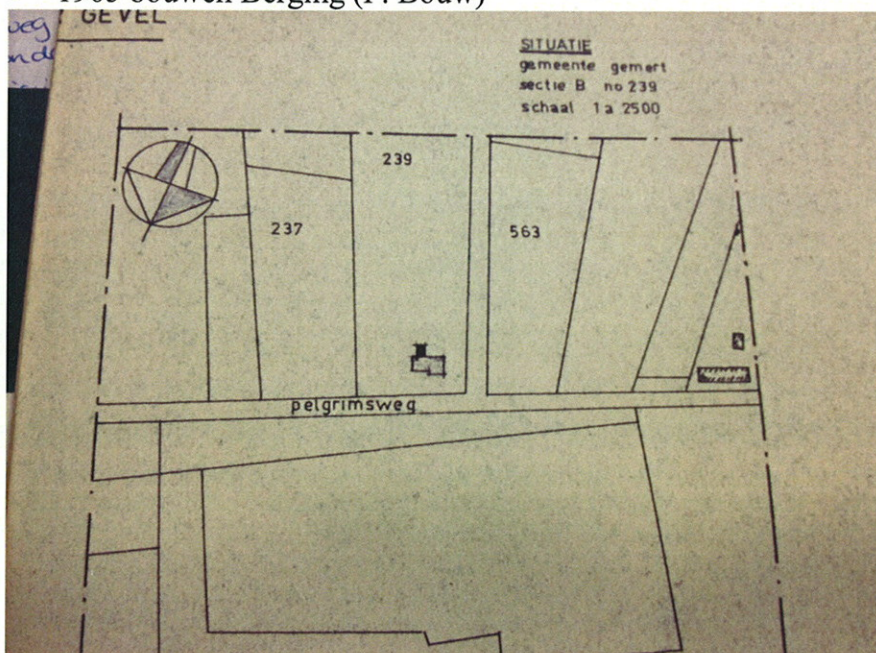 GEVEL
SITUATIE
gemeente gemert
sectie B no 239
schaal 1 a 2500
239
237
563
pelgrimsweg